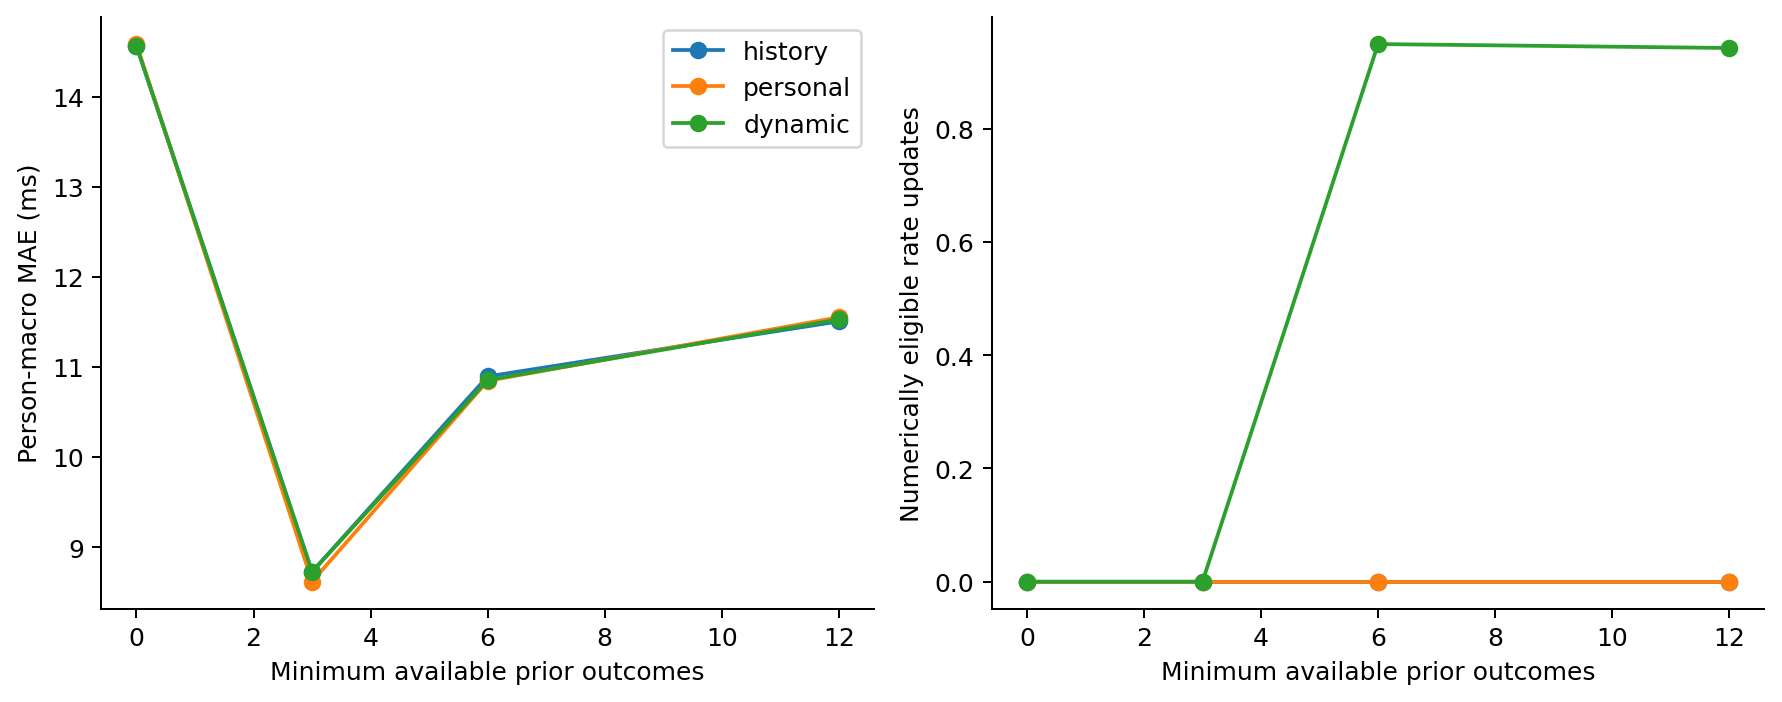 Person-macro MAE (ms)
14
13
12
11
10
9
history
personal
dynamic
0 2 4 6 8 10 12
Minimum available prior outcomes
Numerically eligible rate updates
0.8
0.6
0.4
0.2
0.0
0 2 4 6 8 10 12
Minimum available prior outcomes